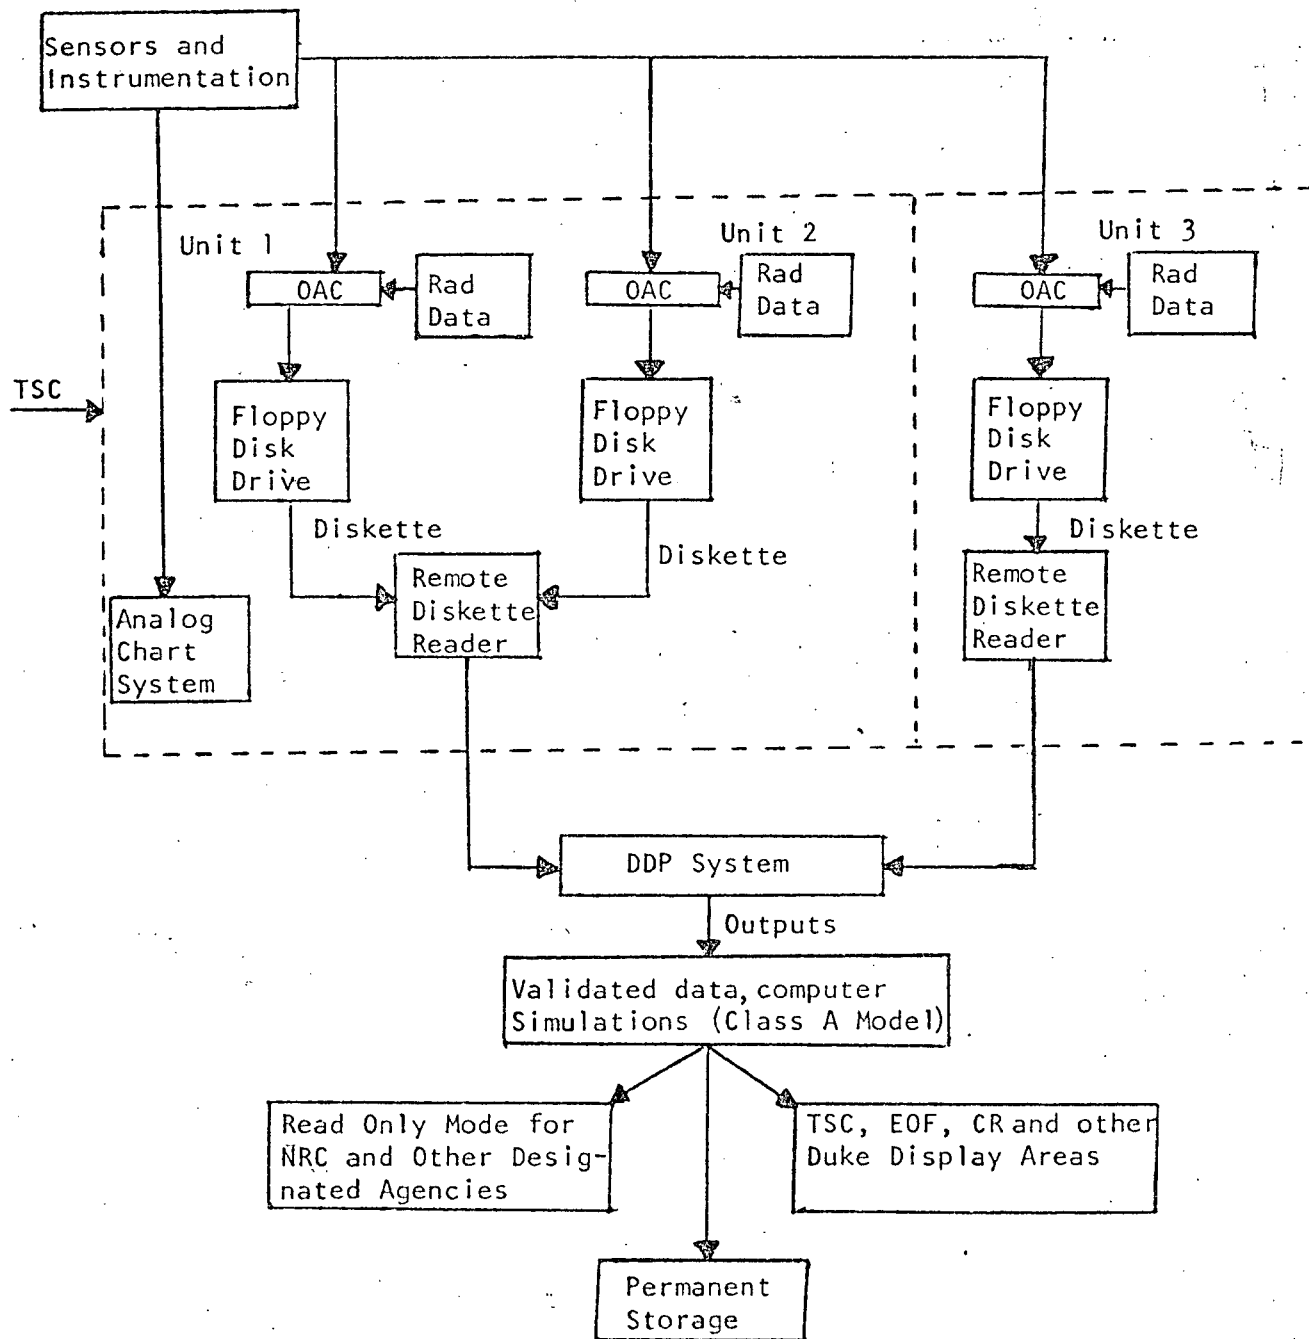 Sensors and
Instrumentation
Unit 1
Unit 2
Unit 3
OAC
Rad
Data
OAC
Rad
Data
OAC
Rad
Data
TSC
Floppy
Disk
Drive
Floppy
Disk
Drive
Floppy
Disk
Drive
Diskette
Diskette
Diskette
Analog
Chart
System
Remote
Diskette
Reader
Remote
Diskette
Reader
DDP System
Outputs
Validated data, computer
Simulations (Class A Model)
Read Only Mode for
NRC and Other Desig-
nated Agencies
TSC, EOF, CR and other
Duke Display Areas
Permanent
Storage